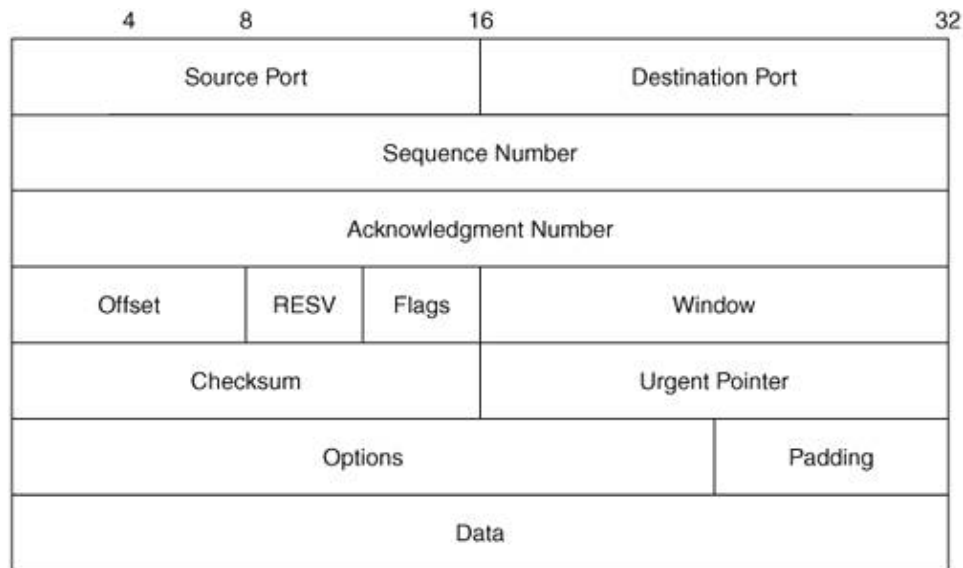 4 8 16 32
Source Port Destination Port
Sequence Number
Acknowledgment Number
Offset RESV Flags Window
Checksum Urgent Pointer
Options Padding
Data